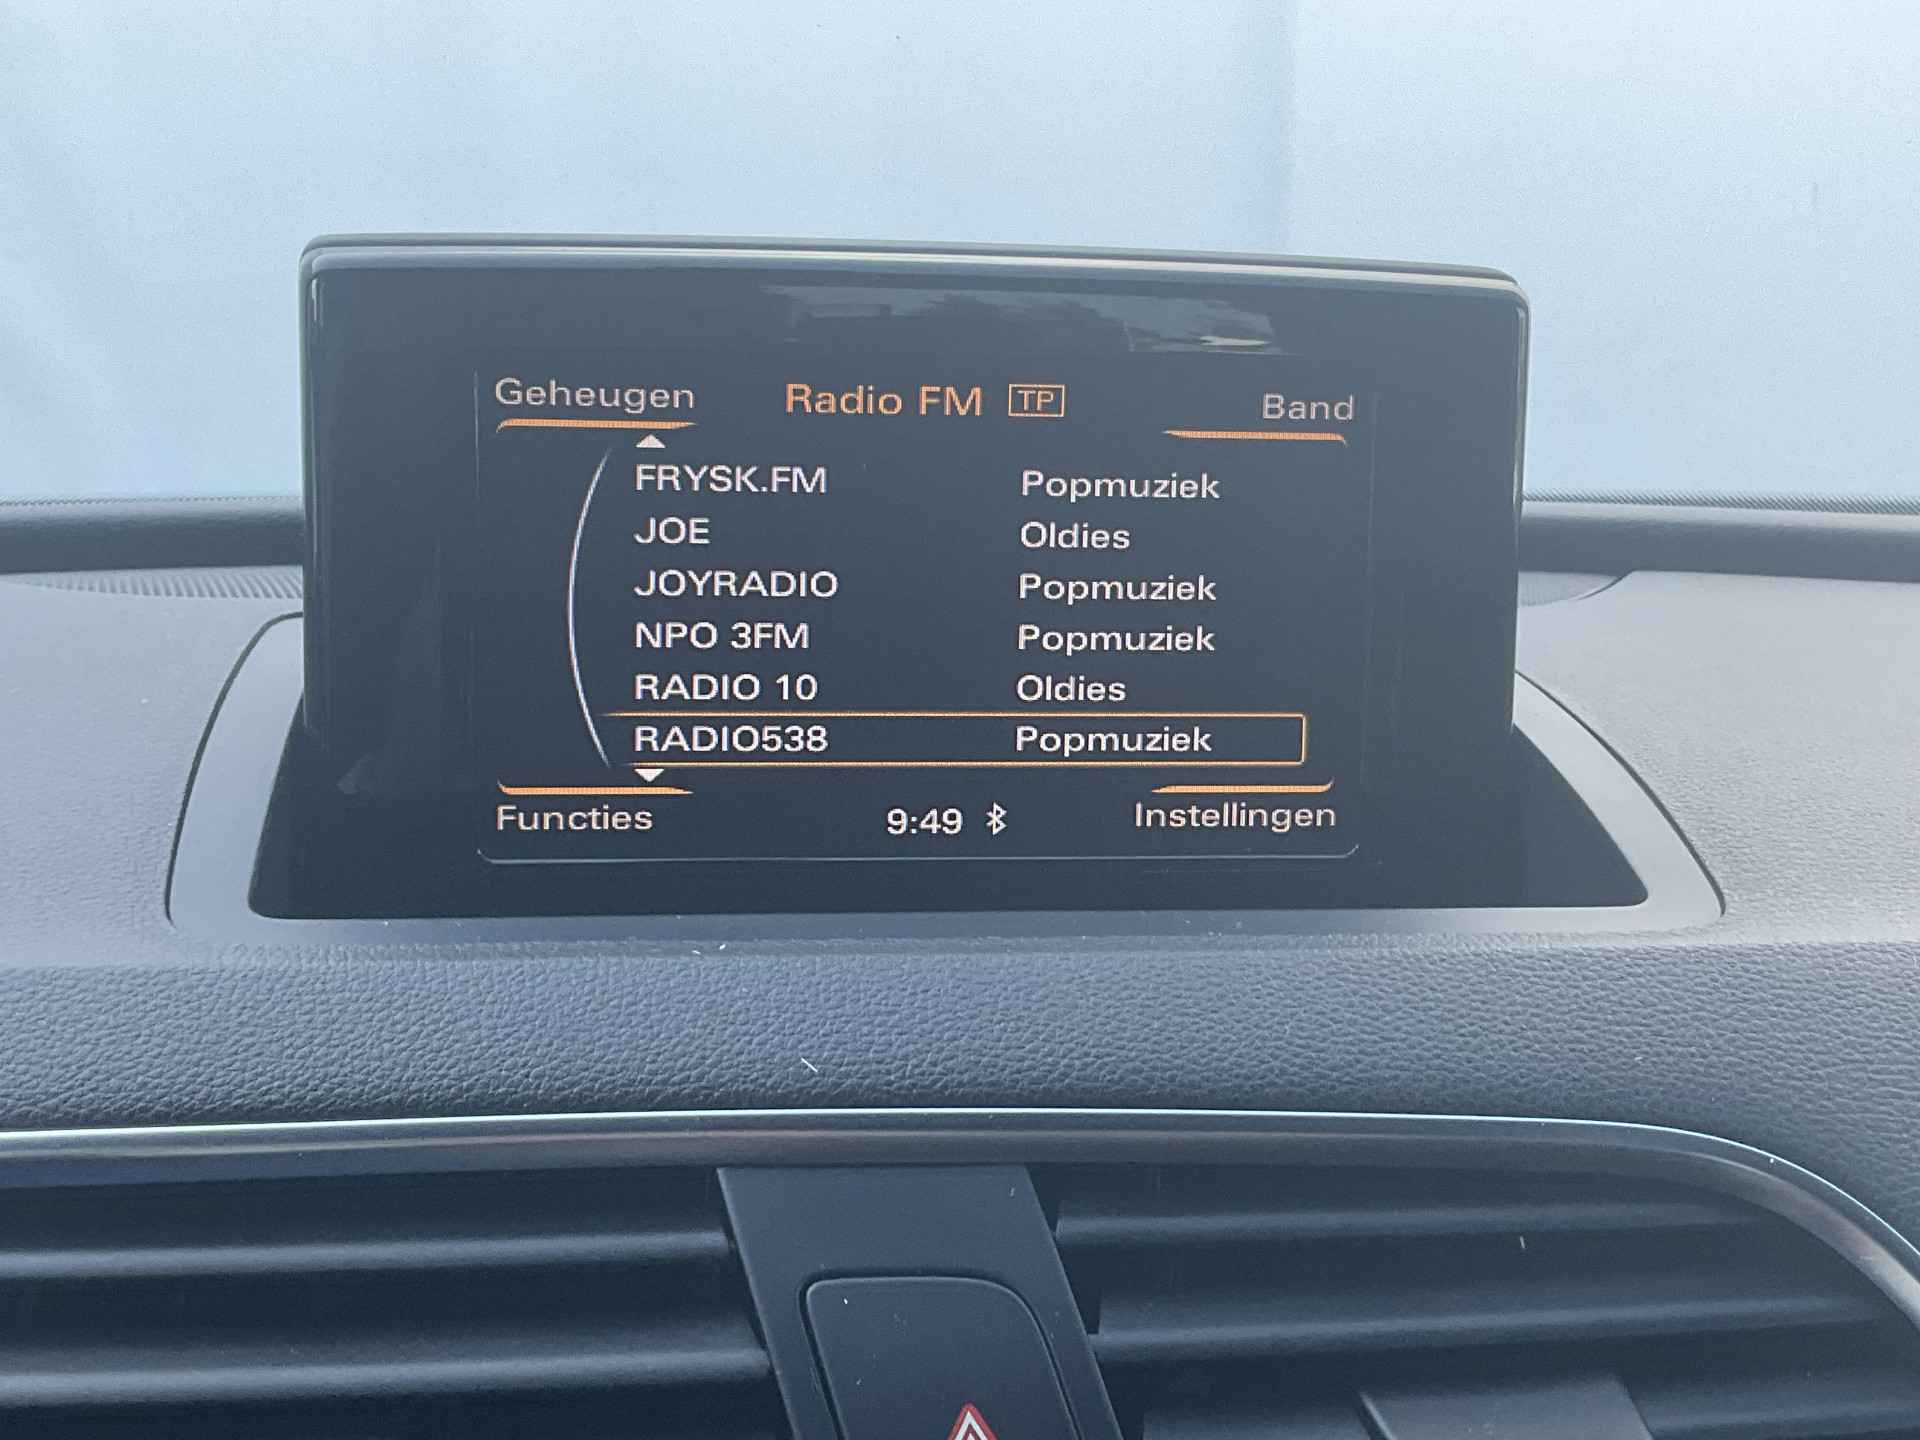 Geheugen Radio FM TP Band
FRYSK.FM Popmuziek
JOE Oldies
JOYRADIO Popmuziek
NPO 3FM Popmuziek
RADIO 10 Oldies
RADIO538 Popmuziek
Functies 9:49 Instellingen